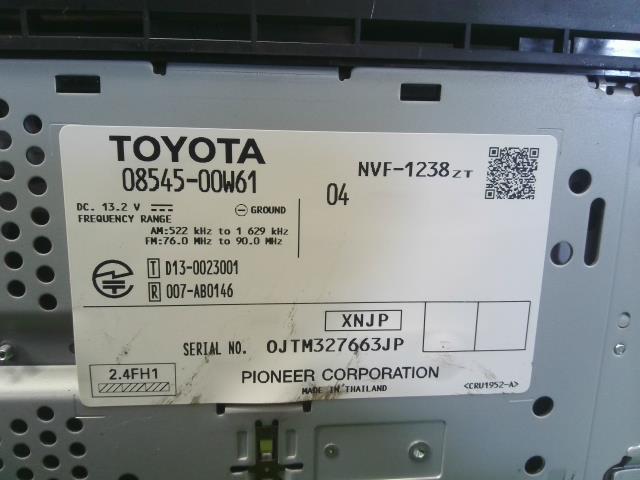 TOYOTA
08545-00W61
NVF-1238ZT
04
DC. 13.2 V
GROUND
FREQUENCY RANGE
AM:522 kHz to 1 629 kHz
FM:76.0 MHz to 90.0 MHz
T D13-0023001
R 007-AB0146
XNJP
SERIAL NO. OJTM327663JP
2.4FH1
PIONEER CORPORATION
MADE IN THAILAND
<CRU1952-A>